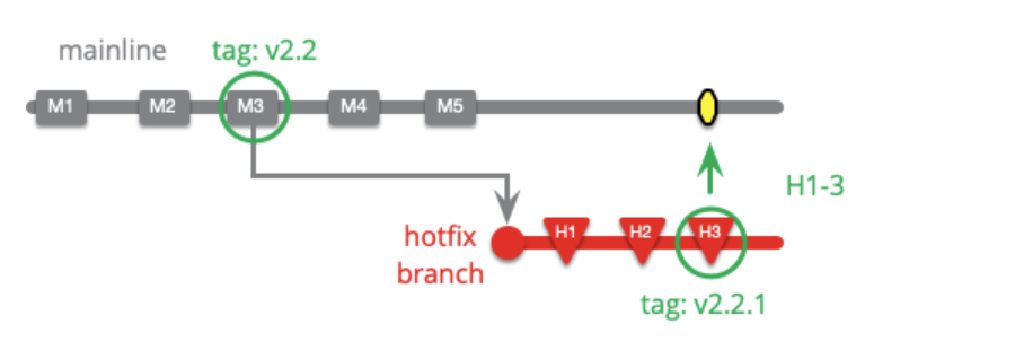 mainline
tag: v2.2
M1
M2
M3
M4
M5
H1-3
hotfix
branch
H1
H2
H3
tag: v2.2.1